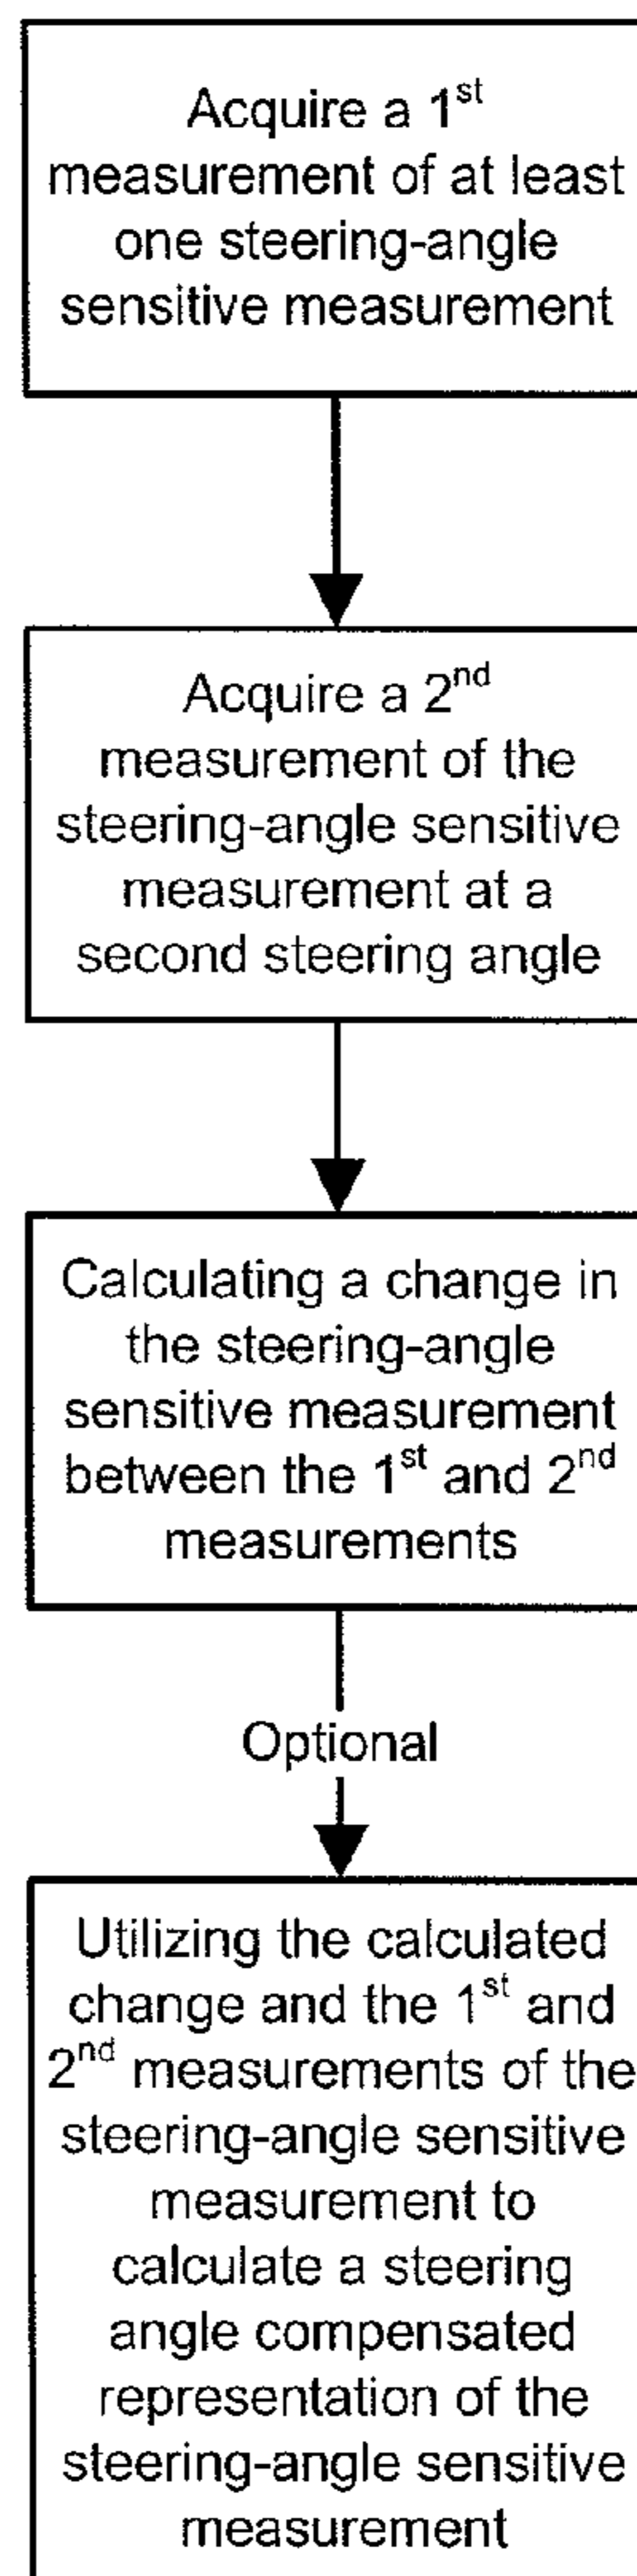 Acquire a 1st
measurement of at least
one steering-angle
sensitive measurement
Acquire a 2nd
measurement of the
steering-angle sensitive
measurement at a
second steering angle
Calculating a change in
the steering-angle
sensitive measurement
between the 1st and 2nd
measurements
Optional
Utilizing the calculated
change and the 1st and
2nd measurements of the
steering-angle sensitive
measurement to
calculate a steering
angle compensated
representation of the
steering-angle sensitive
measurement